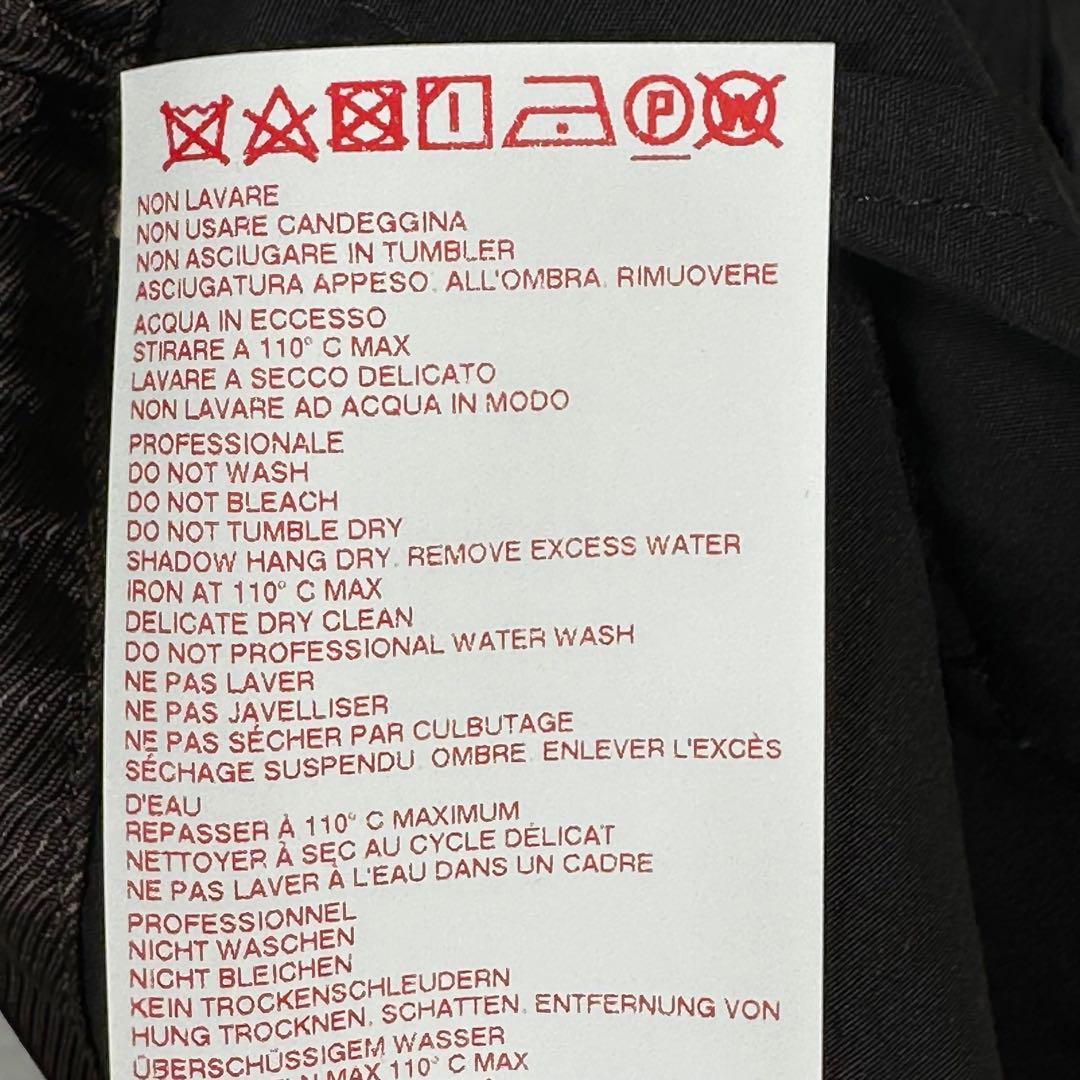 I P W
NON LAVARE
NON USARE CANDEGGINA
NON ASCIUGARE IN TUMBLER
ASCIUGATURA APPESO. ALL'OMBRA. RIMUOVERE
ACQUA IN ECCESSO
STIRARE A 110° C MAX
LAVARE A SECCO DELICATO
NON LAVARE AD ACQUA IN MODO
PROFESSIONALE
DO NOT WASH
DO NOT BLEACH
DO NOT TUMBLE DRY
SHADOW HANG DRY. REMOVE EXCESS WATER
IRON AT 110° C MAX
DELICATE DRY CLEAN
DO NOT PROFESSIONAL WATER WASH
NE PAS LAVER
NE PAS JAVELLISER
NE PAS SÉCHER PAR CULBUTAGE
SÉCHAGE SUSPENDU. OMBRE. ENLEVER L'EXCÈS
D'EAU
REPASSER À 110° C MAXIMUM
NETTOYER À SEC AU CYCLE DÉLICAT
NE PAS LAVER À L'EAU DANS UN CADRE
PROFESSIONNEL
NICHT WASCHEN
NICHT BLEICHEN
KEIN TROCKENSCHLEUDERN
HUNG TROCKNEN. SCHATTEN. ENTFERNUNG VON
ÜBERSCHÜSSIGEM WASSER
MAX 110° C MAX